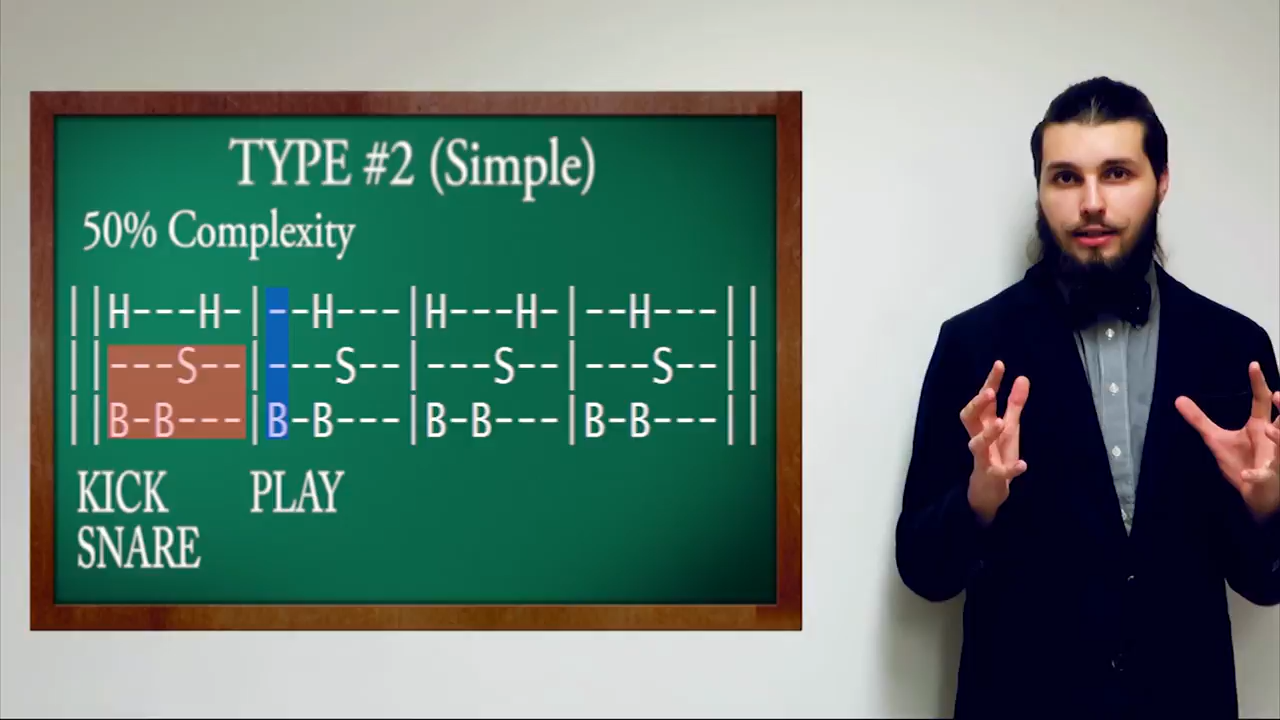 TYPE #2 (Simple)
50% Complexity
||H---H-|--H---|H---H-|--H---||
||---S--|---S--|---S--|---S--||
||B-B---|B-B---|B-B---|B-B---||
KICK PLAY
SNARE